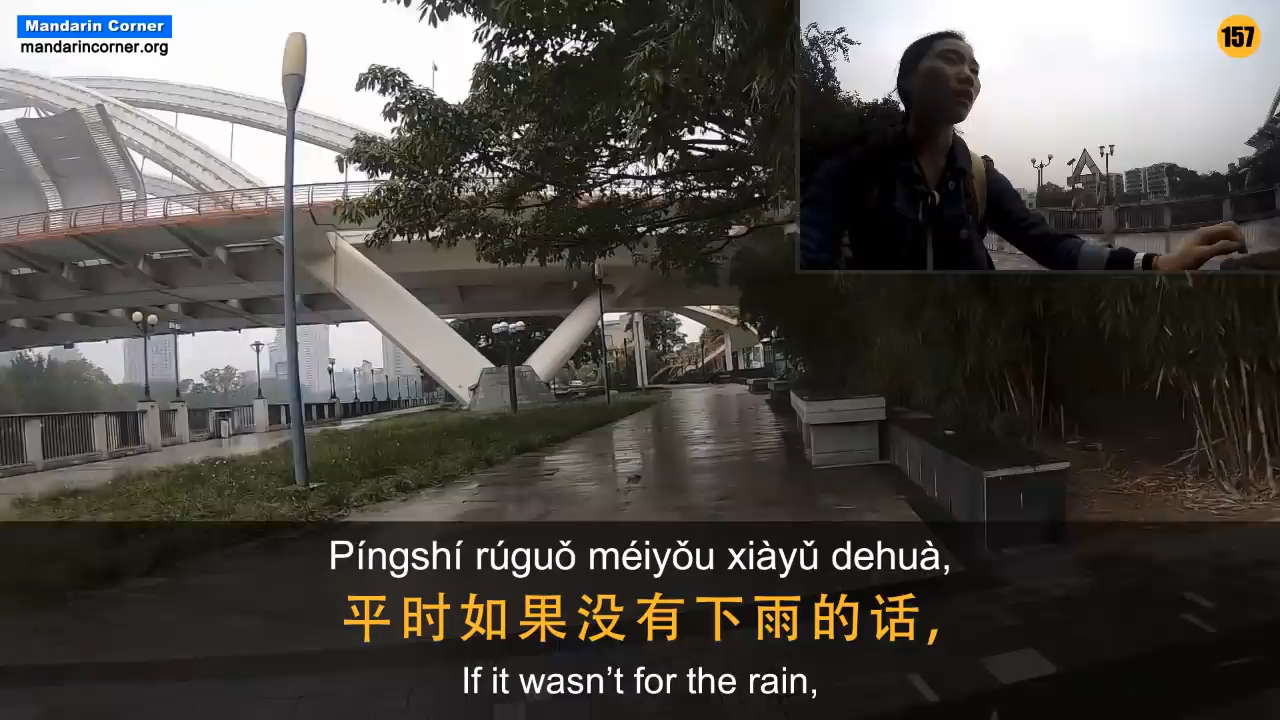 Mandarin Corner
mandarincorner.org
157
Píngshí rúguǒ méiyǒu xiàyǔ dehuà,
平时如果没有下雨的话,
If it wasn't for the rain,